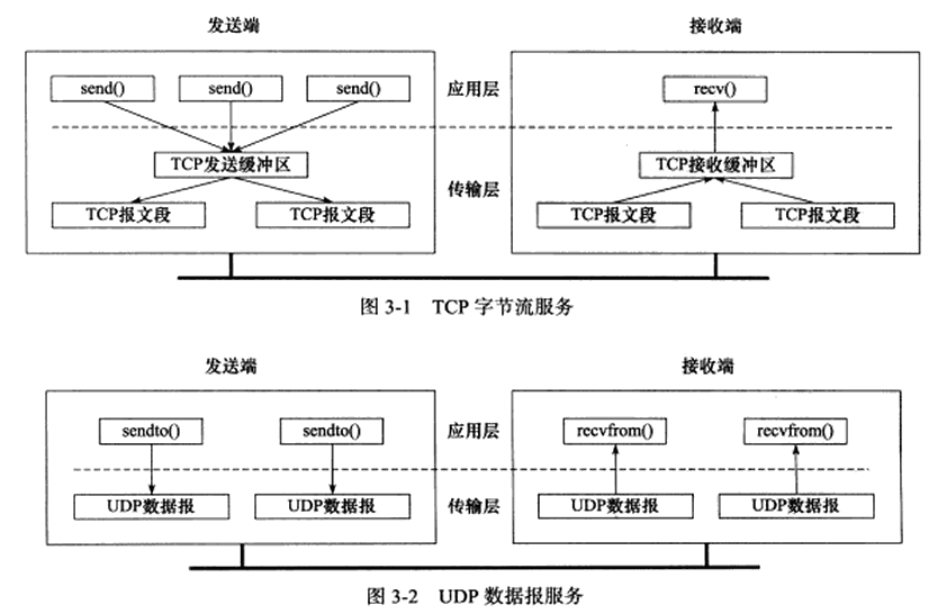 发送端 接收端
send() send() send() 应用层 recv()
TCP发送缓冲区 TCP接收缓冲区
传输层
TCP报文段 TCP报文段 TCP报文段 TCP报文段
图 3-1 TCP 字节流服务
发送端 接收端
sendto() sendto() 应用层 recvfrom() recvfrom()
UDP数据报 UDP数据报 传输层 UDP数据报 UDP数据报
图 3-2 UDP 数据报服务